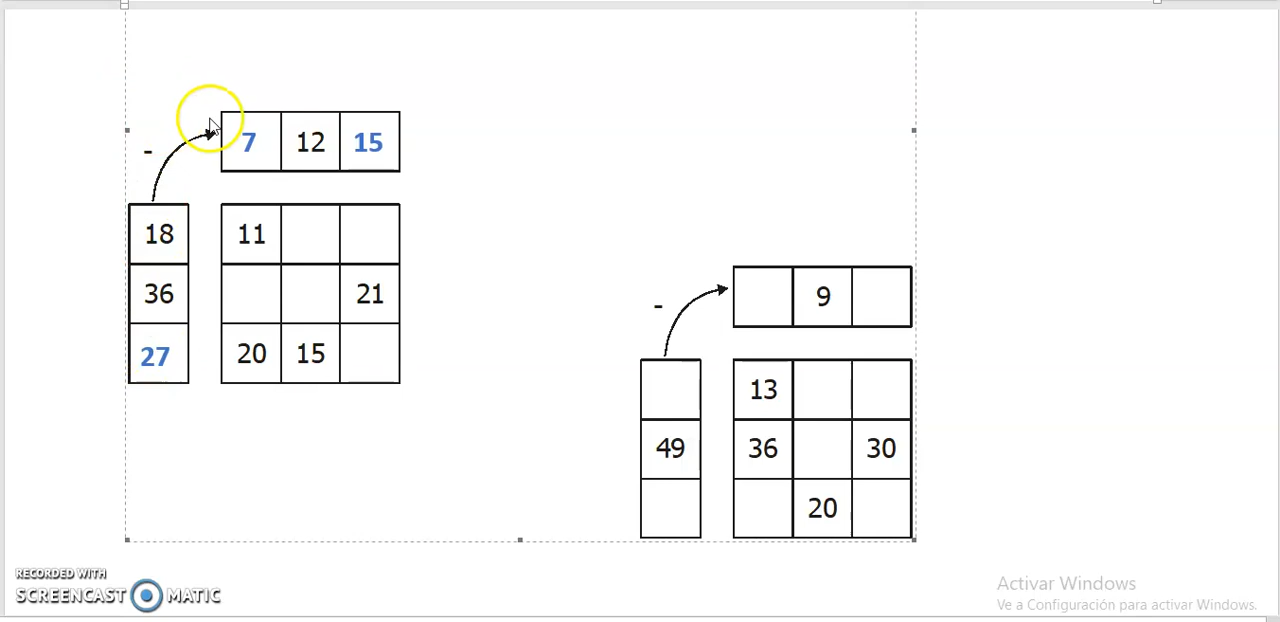 - 7 12 15
18 11
36 21
27 20 15
- 9
13
49 36 30
20
RECORDED WITH
SCREENCAST MATIC
Activar Windows
Ve a Configuración para activar Windows.